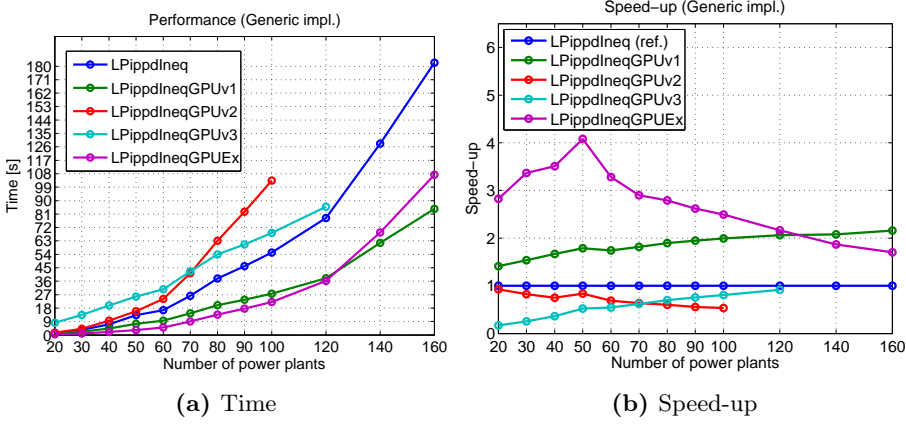 Performance (Generic impl.)
LPippdIneq
LPippdIneqGPUv1
LPippdIneqGPUv2
LPippdIneqGPUv3
LPippdIneqGPUEx
Time [s]
180
171
162
153
144
135
126
117
108
99
90
81
72
63
54
45
36
27
18
9
0
20 30 40 50 60 70 80 90 100 120 140 160
Number of power plants
(a) Time
Speed-up (Generic impl.)
LPippdIneq (ref.)
LPippdIneqGPUv1
LPippdIneqGPUv2
LPippdIneqGPUv3
LPippdIneqGPUEx
Speed-up
6
5
4
3
2
1
0
20 30 40 50 60 70 80 90 100 120 140 160
Number of power plants
(b) Speed-up